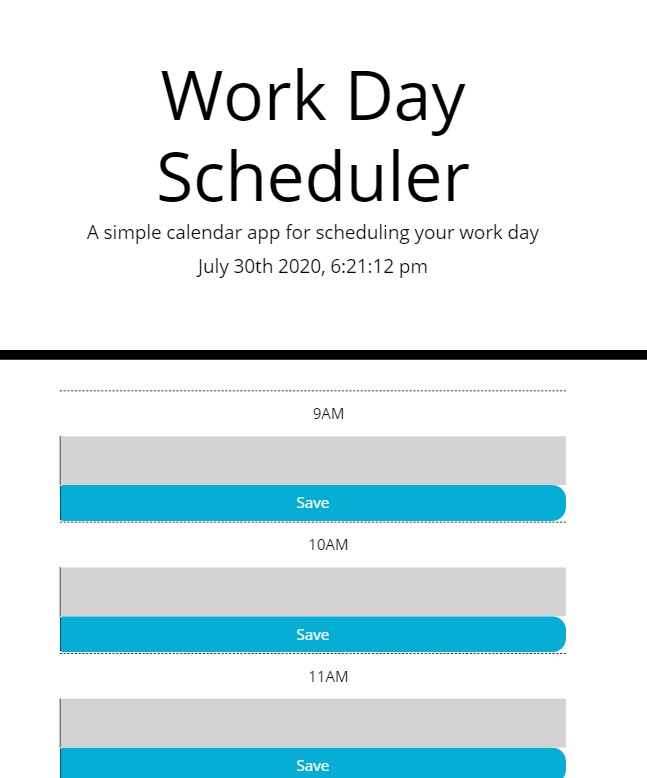 Work Day
Scheduler
A simple calendar app for scheduling your work day
July 30th 2020, 6:21:12 pm
9AM
Save
10AM
Save
11AM
Save